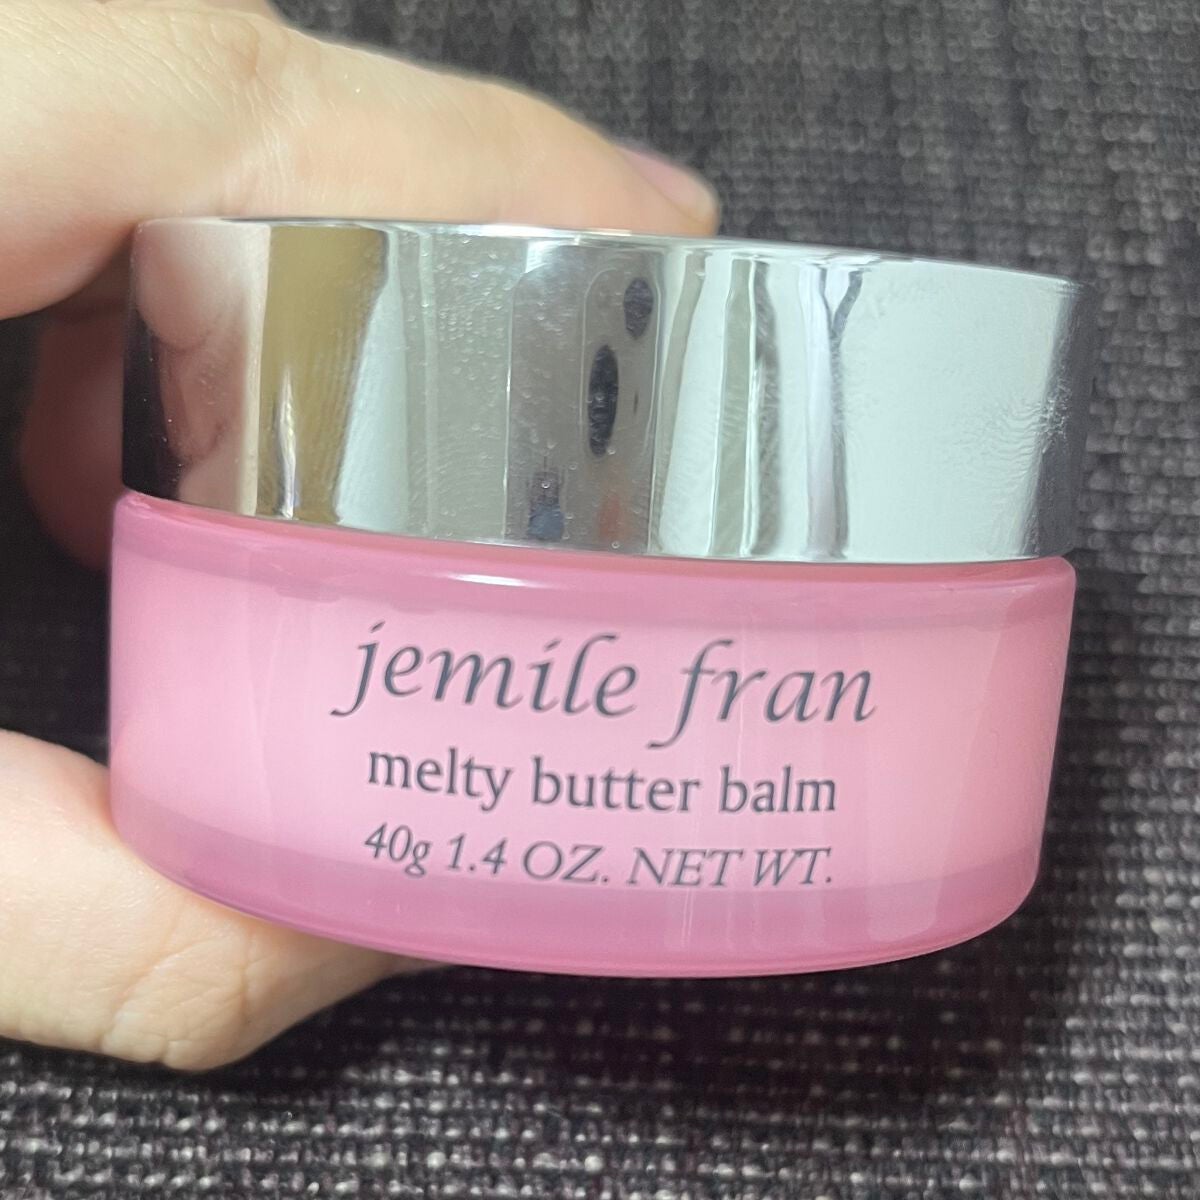 jemile fran
melty butter balm
40g 1.4 OZ. NET WT.